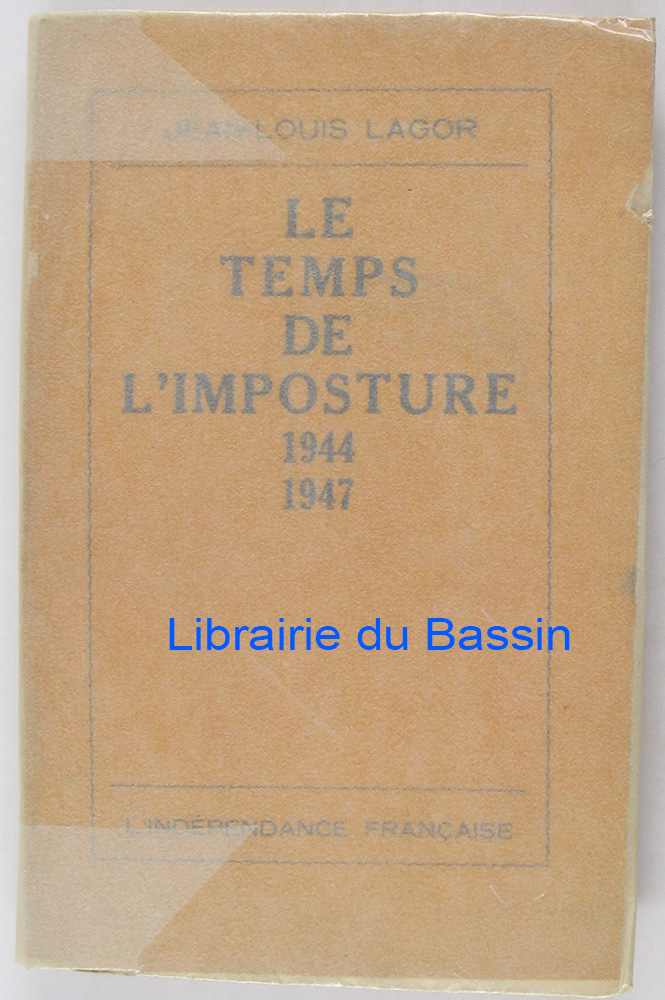 JEAN-LOUIS LAGOR
LE
TEMPS
DE
L'IMPOSTURE
1944
1947
Librairie du Bassin
L'INDÉPENDANCE FRANÇAISE